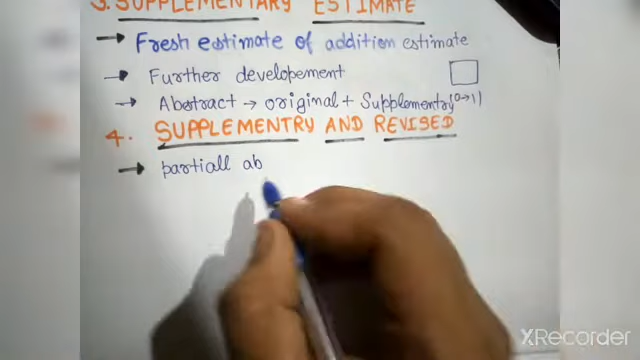 3. SUPPLEMENTARY ESTIMATE
→ Fresh estimate of addition estimate
→ Further developement
→ Abstract → original + Supplementry
4. SUPPLEMENTRY AND REVISED
→ partiall ab
XRecorder